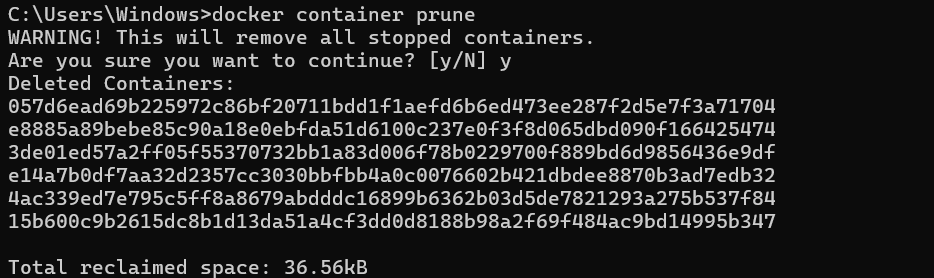 C:\Users\Windows>docker container prune
WARNING! This will remove all stopped containers.
Are you sure you want to continue? [y/N] y
Deleted Containers:
057d6ead69b225972c86bf20711bdd1f1aefd6b6ed473ee287f2d5e7f3a71704
e8885a89bebe85c90a18e0ebfda51d6100c237e0f3f8d065dbd090f166425474
3de01ed57a2ff05f55370732bb1a83d006f78b0229700f889bd6d9856436e9df
e14a7b0df7aa32d2357cc3030bbfbb4a0c0076602b421dbdee8870b3ad7edb32
4ac339ed7e795c5ff8a8679abdddc16899b6362b03d5de7821293a275b537f84
15b600c9b2615dc8b1d13da51a4cf3dd0d8188b98a2f69f484ac9bd14995b347
Total reclaimed space: 36.56kB